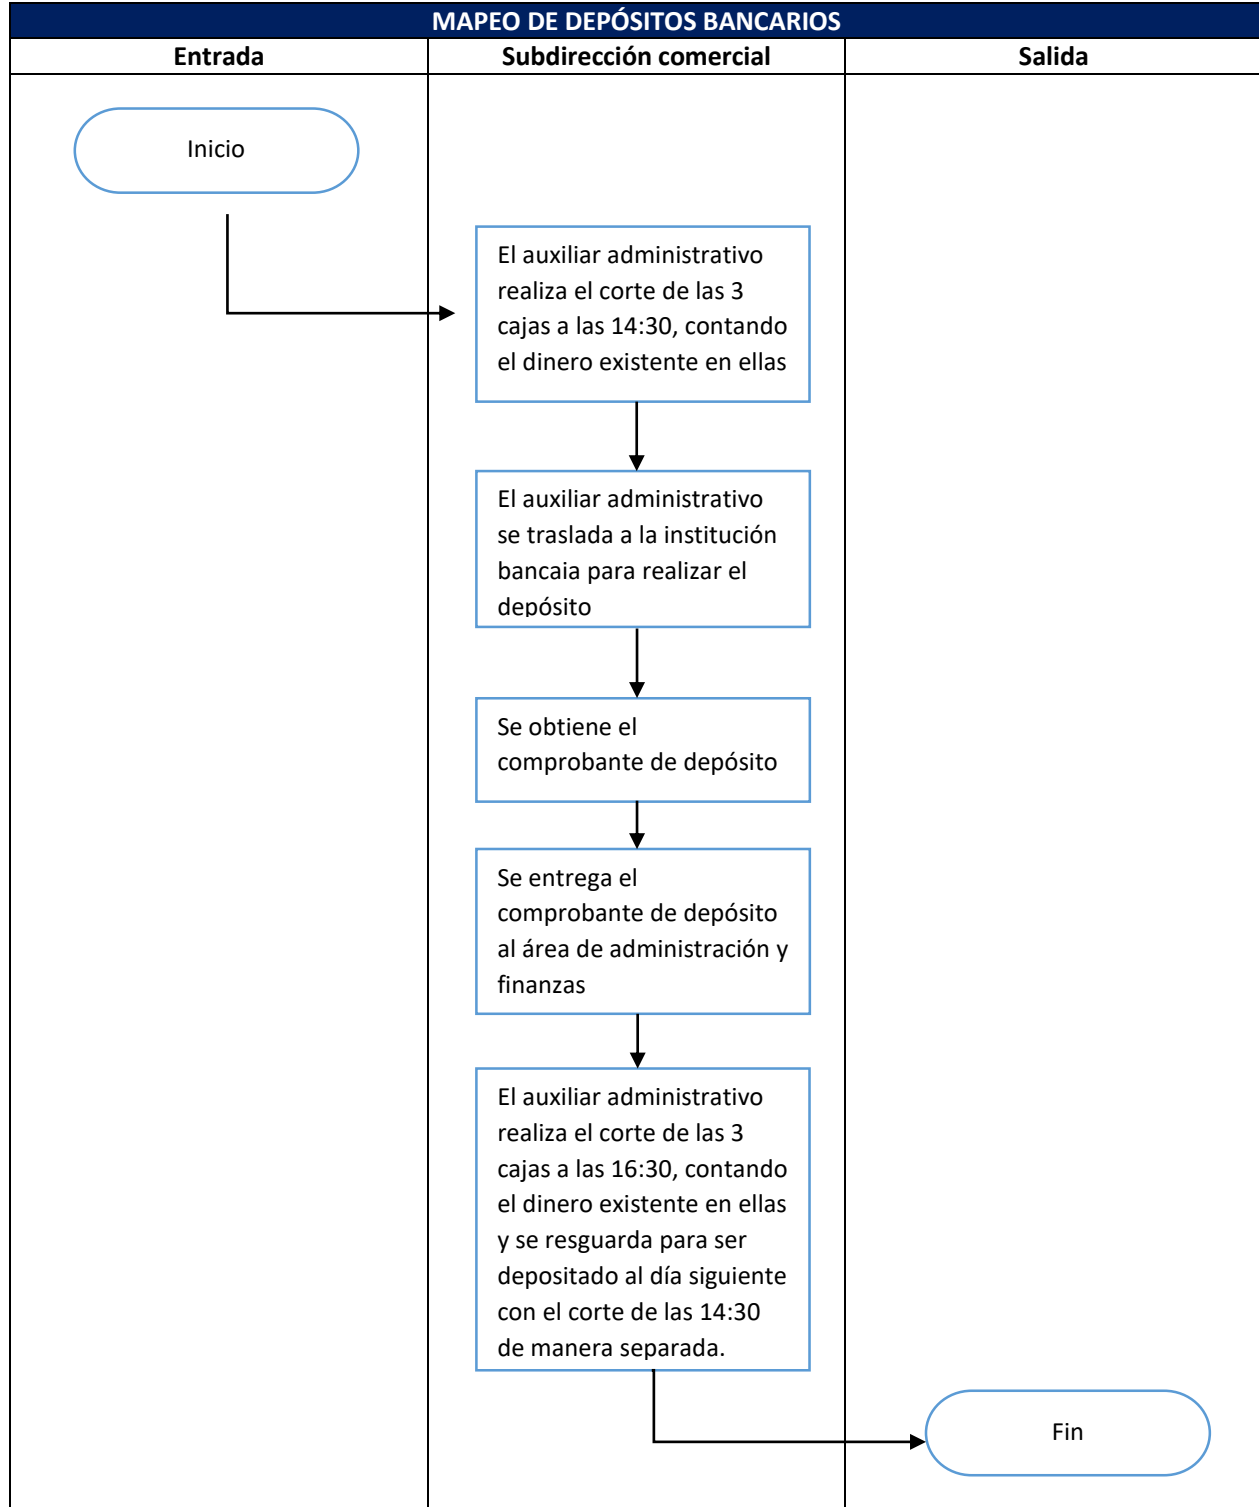 MAPEO DE DEPÓSITOS BANCARIOS
Entrada
Subdirección comercial
Salida
Inicio
El auxiliar administrativo
realiza el corte de las 3
cajas a las 14:30, contando
el dinero existente en ellas
El auxiliar administrativo
se traslada a la institución
bancaia para realizar el
depósito
Se obtiene el
comprobante de depósito
Se entrega el
comprobante de depósito
al área de administración y
finanzas
El auxiliar administrativo
realiza el corte de las 3
cajas a las 16:30, contando
el dinero existente en ellas
y se resguarda para ser
depositado al día siguiente
con el corte de las 14:30
de manera separada.
Fin